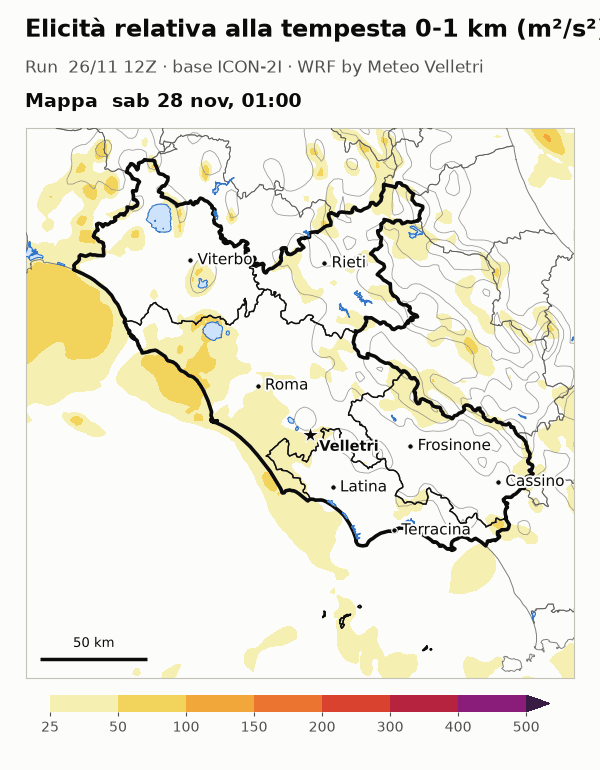 Elicità relativa alla tempesta 0-1 km (m²/s²)
Run 26/11 12Z · base ICON-2I · WRF by Meteo Velletri
Mappa sab 28 nov, 01:00
Viterbo
Rieti
Roma
Velletri
Frosinone
Cassino
Latina
Terracina
50 km
25 50 100 150 200 300 400 500